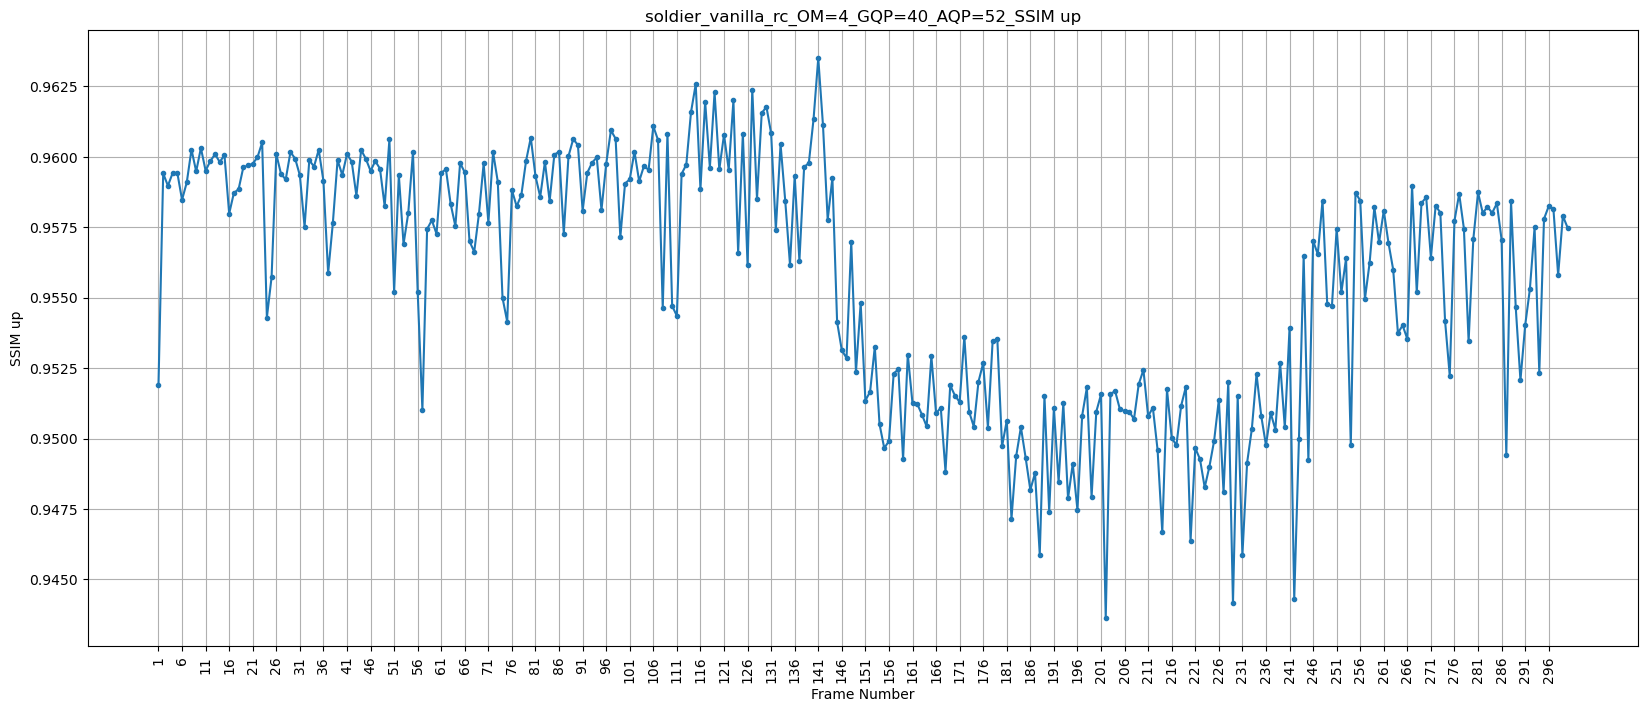 soldier_vanilla_rc_OM=4_GQP=40_AQP=52_SSIM up
SSIM up
0.9625
0.9600
0.9575
0.9550
0.9525
0.9500
0.9475
0.9450
1 6 11 16 21 26 31 36 41 46 51 56 61 66 71 76 81 86 91 96 101 106 111 116 121 126 131 136 141 146 151 156 161 166 171 176 181 186 191 196 201 206 211 216 221 226 231 236 241 246 251 256 261 266 271 276 281 286 291 296
Frame Number